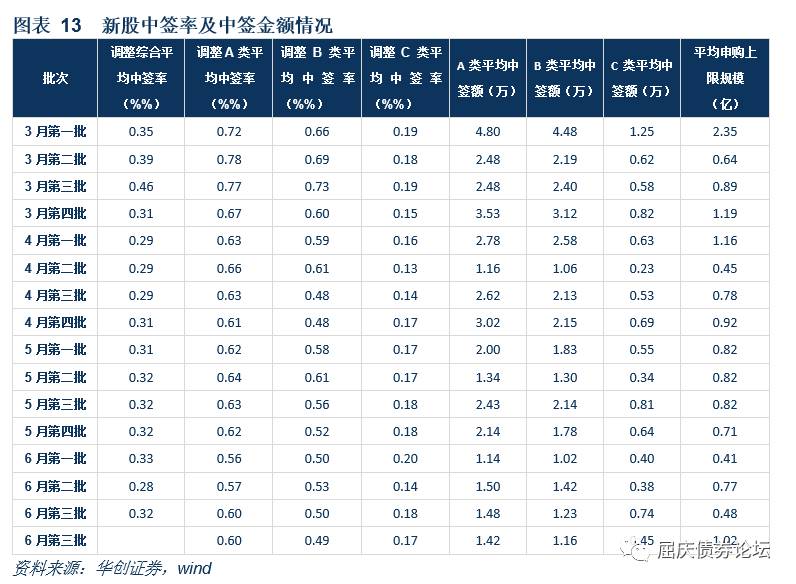 图表 13 新股中签率及中签金额情况
批次 调整综合平均中签率（%%） 调整A类平均中签率（%%） 调整 B 类平均中签率（%%） 调整 C 类平均中签率（%%） A 类平均中签额（万） B 类平均中签额（万） C 类平均中签额（万） 平均申购上限规模（亿）
3 月第一批 0.35 0.72 0.66 0.19 4.80 4.48 1.25 2.35
3 月第二批 0.39 0.78 0.69 0.18 2.48 2.19 0.62 0.64
3 月第三批 0.46 0.77 0.73 0.19 2.48 2.40 0.58 0.89
3 月第四批 0.31 0.67 0.60 0.15 3.53 3.12 0.82 1.19
4 月第一批 0.29 0.63 0.59 0.16 2.78 2.58 0.63 1.16
4 月第二批 0.29 0.66 0.61 0.13 1.16 1.06 0.23 0.45
4 月第三批 0.29 0.63 0.48 0.14 2.62 2.13 0.53 0.78
4 月第四批 0.31 0.61 0.48 0.17 3.02 2.15 0.69 0.92
5 月第一批 0.31 0.62 0.58 0.17 2.00 1.83 0.55 0.82
5 月第二批 0.32 0.64 0.61 0.17 1.34 1.30 0.34 0.82
5 月第三批 0.32 0.63 0.56 0.18 2.43 2.14 0.81 0.82
5 月第四批 0.32 0.62 0.52 0.18 2.14 1.78 0.64 0.71
6 月第一批 0.33 0.56 0.50 0.20 1.14 1.02 0.40 0.41
6 月第二批 0.28 0.57 0.53 0.14 1.50 1.42 0.38 0.77
6 月第三批 0.32 0.60 0.50 0.18 1.48 1.23 0.74 0.48
6 月第三批 0.60 0.49 0.17 1.42 1.16 .45 1.02
屈庆债券论坛
资料来源：华创证券，wind